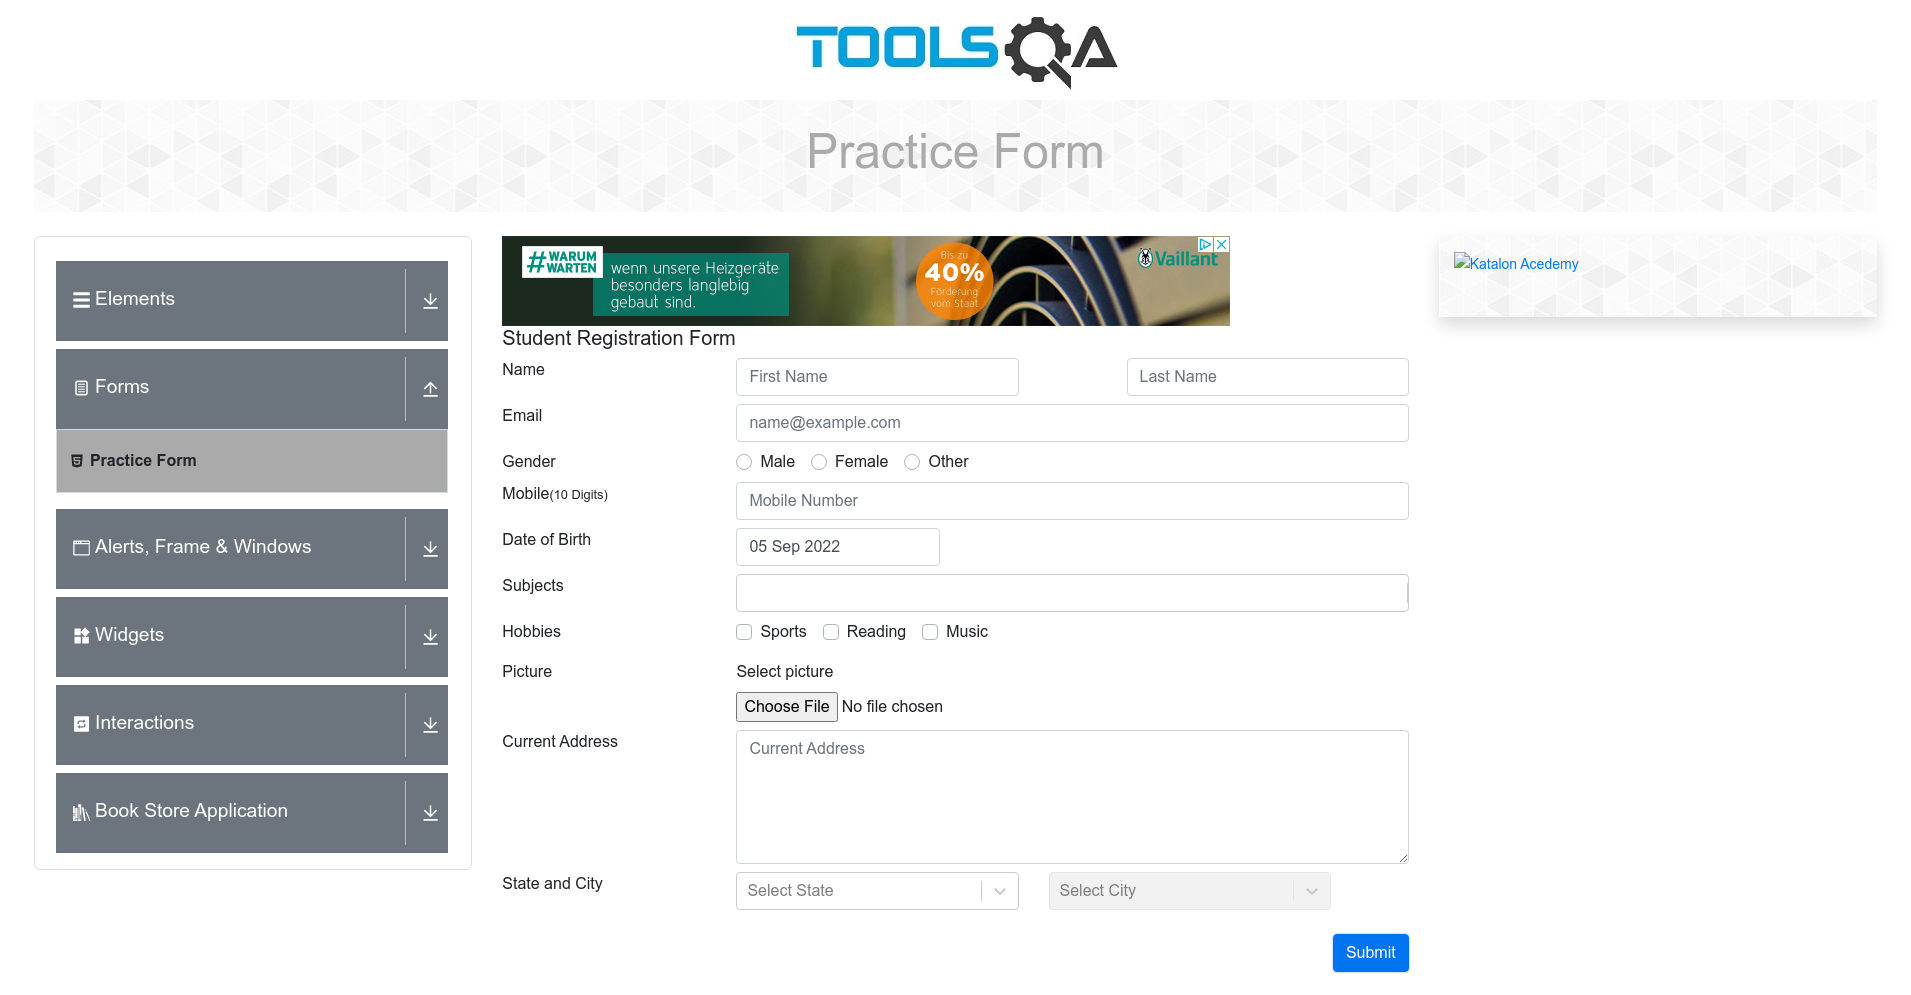 TOOLSQA
Practice Form
Elements
Forms
Practice Form
Alerts, Frame & Windows
Widgets
Interactions
Book Store Application
#WARUM
WARTEN
wenn unsere Heizgeräte
besonders langlebig
gebaut sind.
Bis zu
40%
Förderung
vom Staat
Vaillant
Student Registration Form
Name
First Name
Last Name
Email
name@example.com
Gender
Male Female Other
Mobile(10 Digits)
Mobile Number
Date of Birth
05 Sep 2022
Subjects
Hobbies
Sports Reading Music
Picture
Select picture
Choose File No file chosen
Current Address
Current Address
State and City
Select State
Select City
Submit
Katalon Acedemy